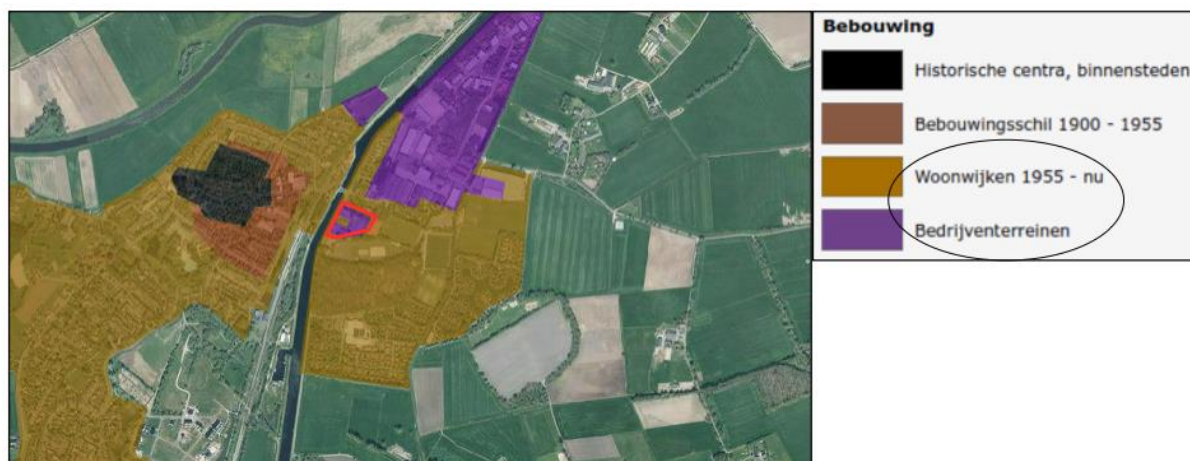 Bebouwing
Historische centra, binnensteden
Bebouwingsschil 1900 - 1955
Woonwijken 1955 - nu
Bedrijventerreinen